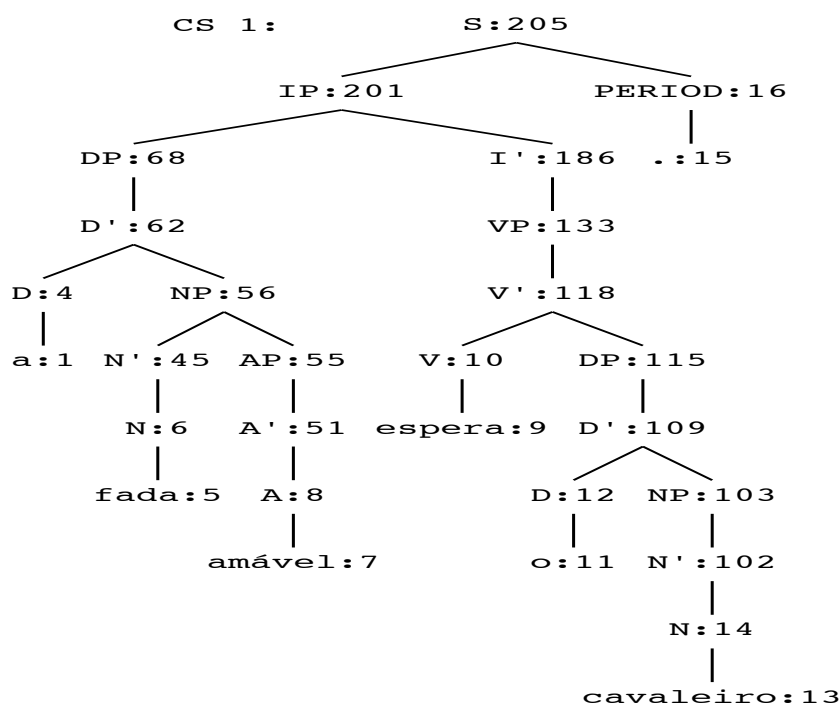 CS 1: S:205
IP:201 PERIOD:16
DP:68 I':186 .:15
D':62 VP:133
D:4 NP:56 V':118
a:1 N':45 AP:55 V:10 DP:115
N:6 A':51 espera:9 D':109
fada:5 A:8 D:12 NP:103
amável:7 o:11 N':102
N:14
cavaleiro:13